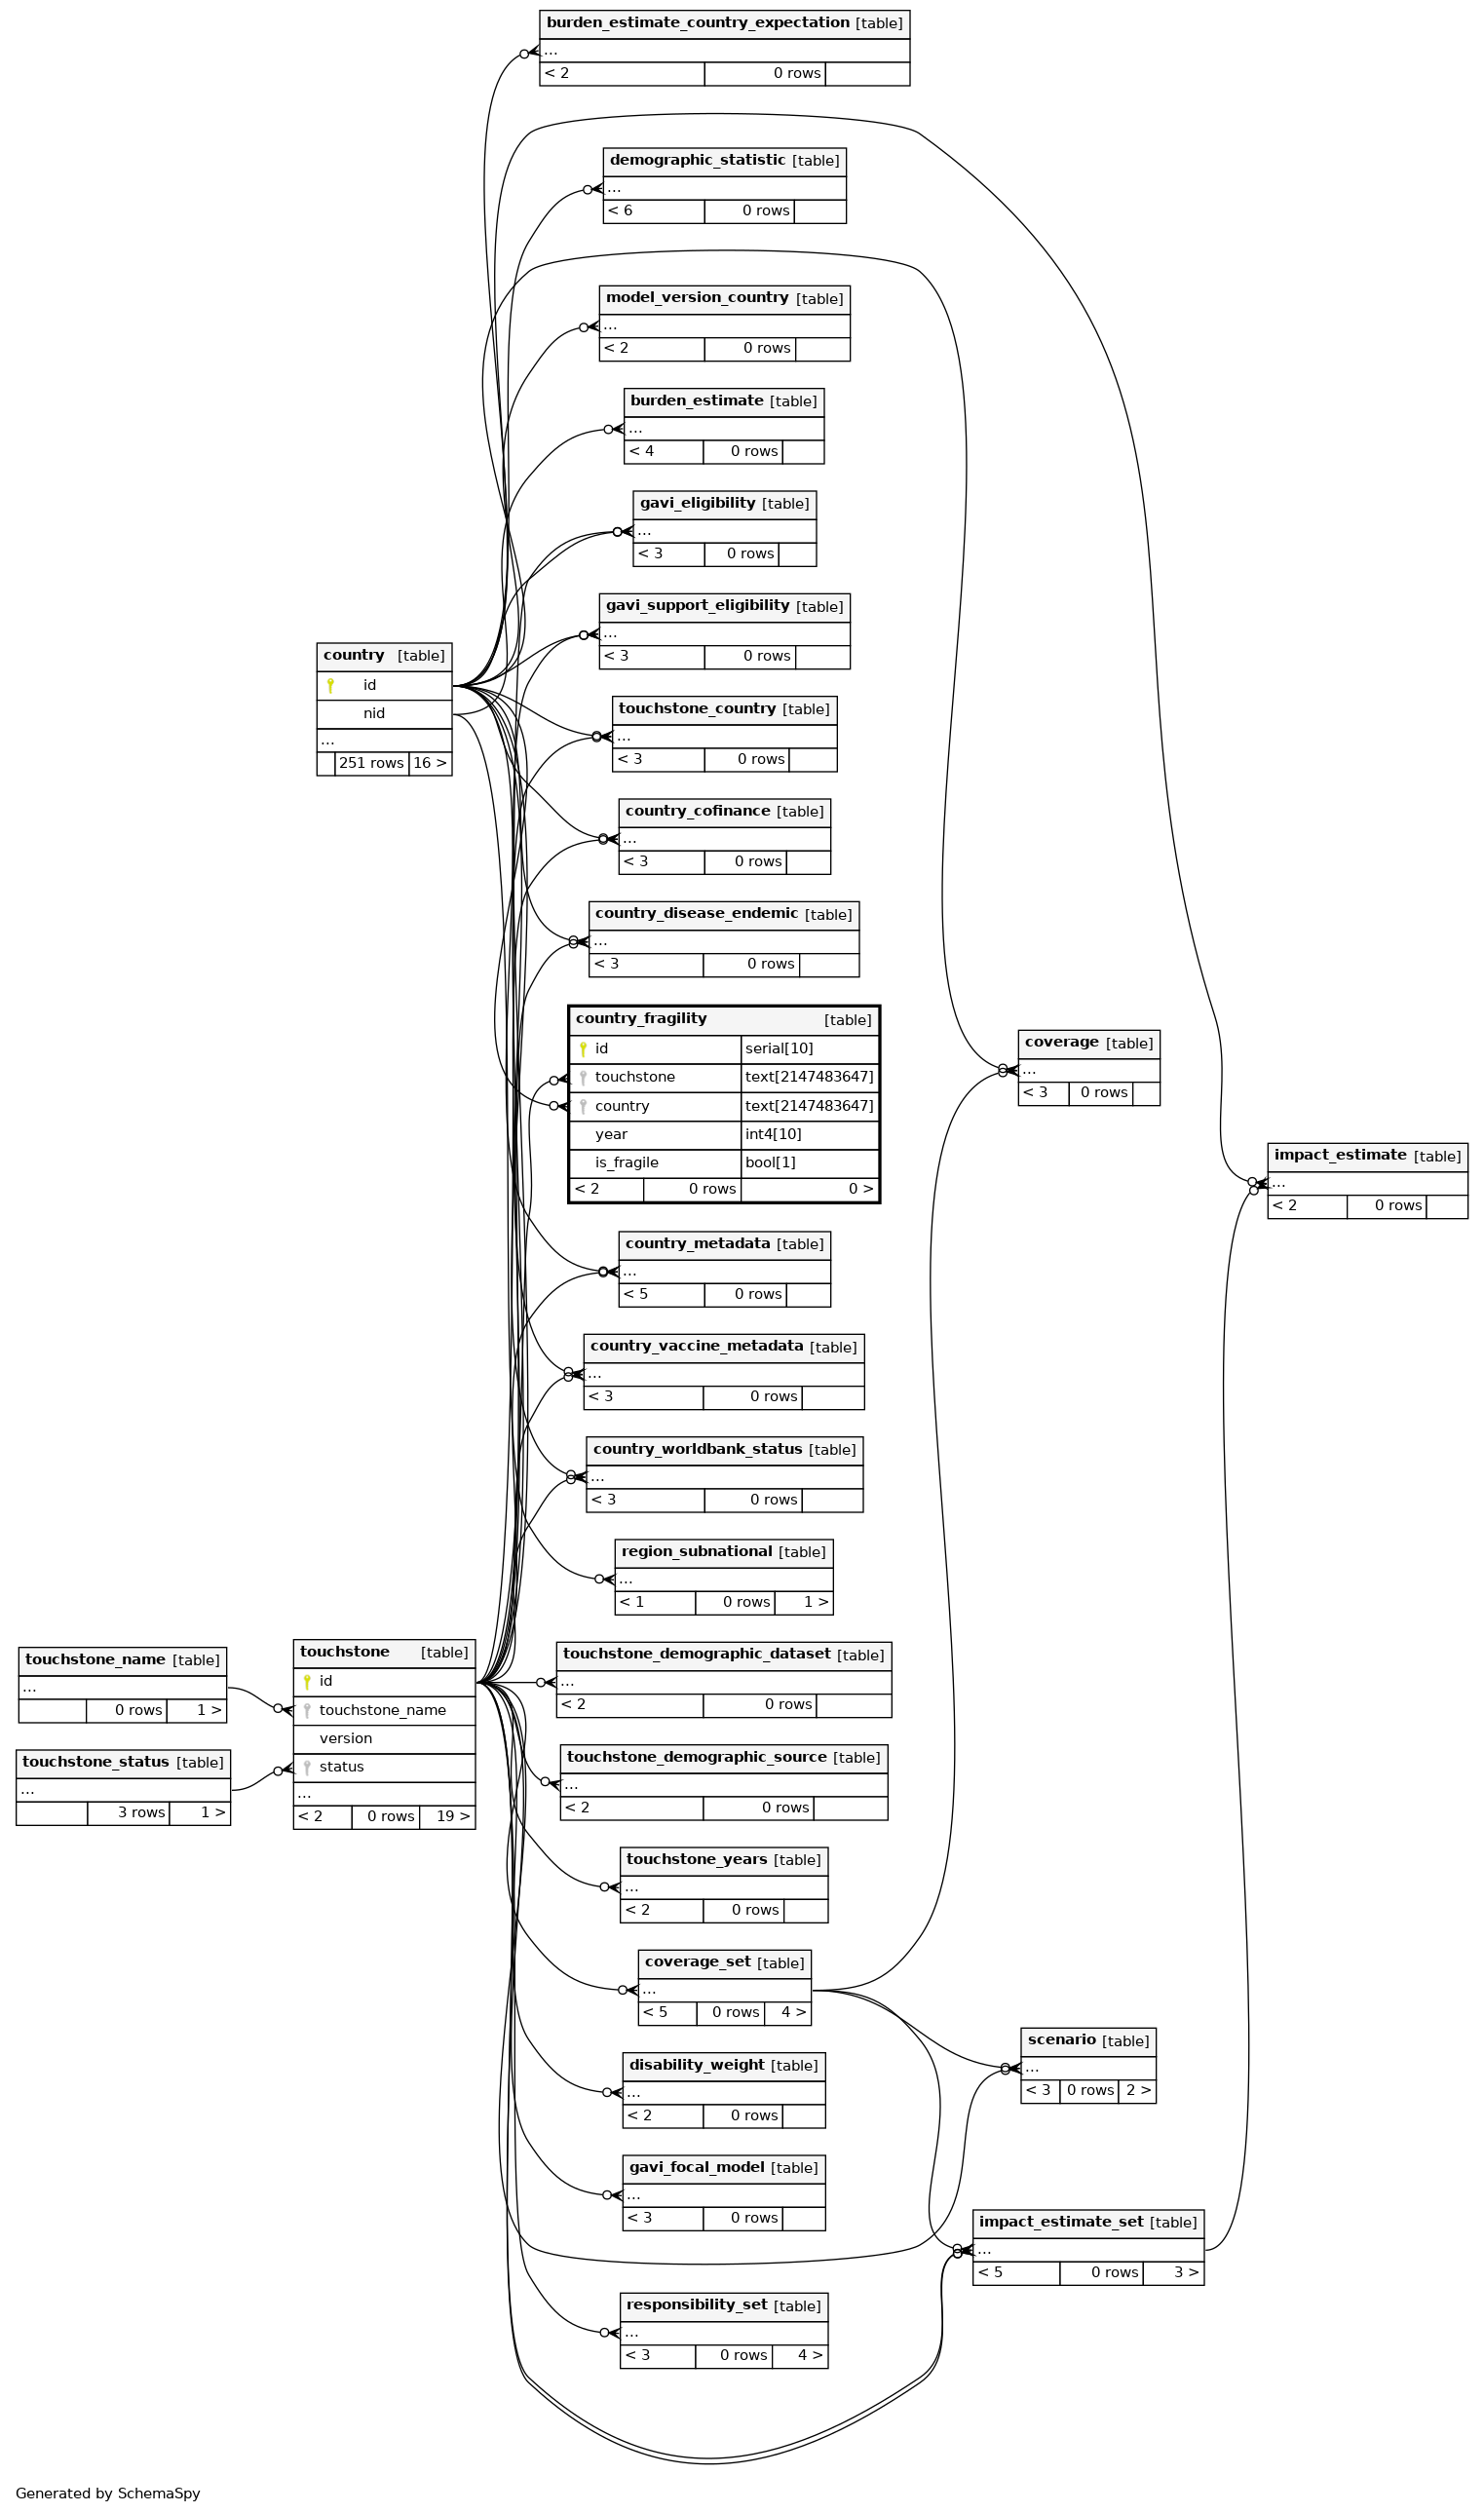 burden_estimate_country_expectation [table]
...
< 2 0 rows
demographic_statistic [table]
...
< 6 0 rows
model_version_country [table]
...
< 2 0 rows
burden_estimate [table]
...
< 4 0 rows
gavi_eligibility [table]
...
< 3 0 rows
gavi_support_eligibility [table]
...
< 3 0 rows
country [table]
id
nid
...
251 rows 16 >
touchstone_country [table]
...
< 3 0 rows
country_cofinance [table]
...
< 3 0 rows
country_disease_endemic [table]
...
< 3 0 rows
country_fragility [table]
id serial[10]
touchstone text[2147483647]
country text[2147483647]
year int4[10]
is_fragile bool[1]
< 2 0 rows 0 >
coverage [table]
...
< 3 0 rows
impact_estimate [table]
...
< 2 0 rows
country_metadata [table]
...
< 5 0 rows
country_vaccine_metadata [table]
...
< 3 0 rows
country_worldbank_status [table]
...
< 3 0 rows
region_subnational [table]
...
< 1 0 rows 1 >
touchstone_name [table]
...
0 rows 1 >
touchstone_status [table]
...
3 rows 1 >
touchstone [table]
id
touchstone_name
version
status
...
< 2 0 rows 19 >
touchstone_demographic_dataset [table]
...
< 2 0 rows
touchstone_demographic_source [table]
...
< 2 0 rows
touchstone_years [table]
...
< 2 0 rows
coverage_set [table]
...
< 5 0 rows 4 >
scenario [table]
...
< 3 0 rows 2 >
disability_weight [table]
...
< 2 0 rows
gavi_focal_model [table]
...
< 3 0 rows
impact_estimate_set [table]
...
< 5 0 rows 3 >
responsibility_set [table]
...
< 3 0 rows 4 >
Generated by SchemaSpy